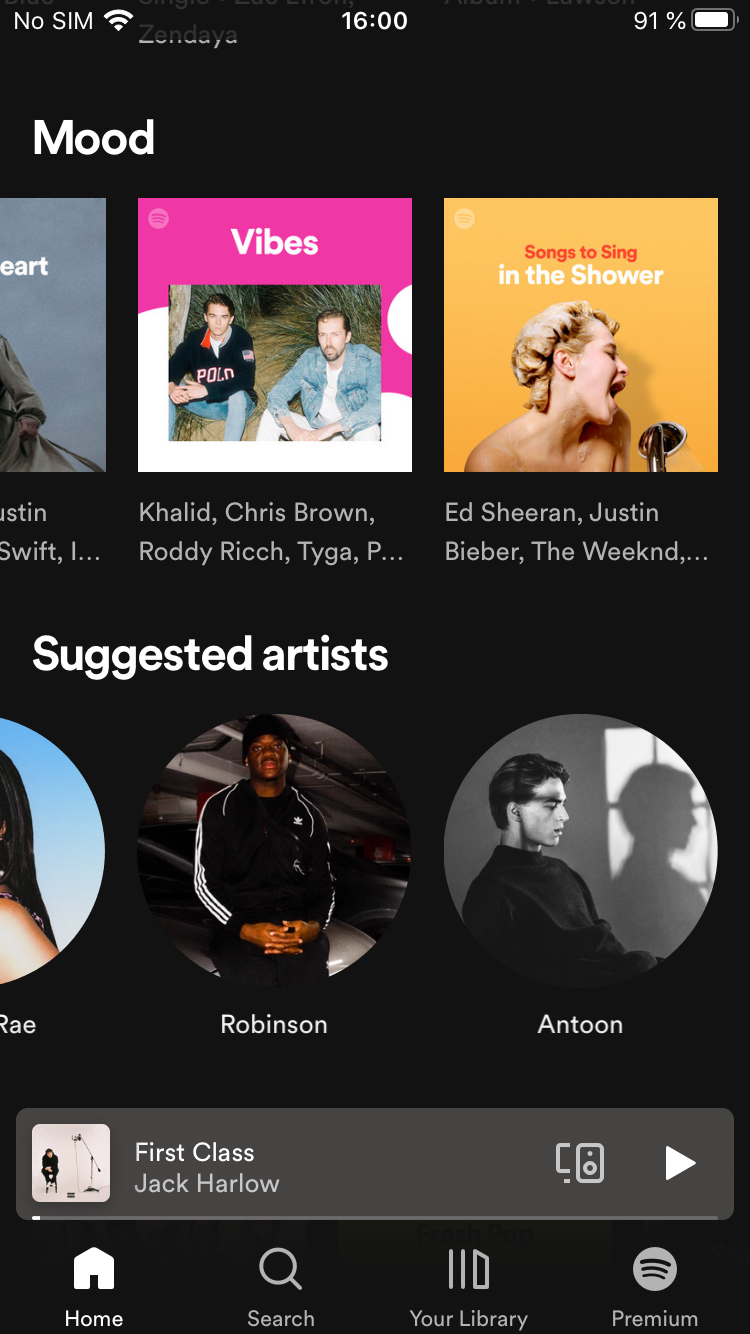 No SIM 16:00 91 %
Zendaya
Mood
eart
Vibes
POLO
Songs to Sing
in the Shower
ustin
Swift, I...
Khalid, Chris Brown,
Roddy Ricch, Tyga, P...
Ed Sheeran, Justin
Bieber, The Weeknd,...
Suggested artists
Rae
Robinson
Antoon
First Class
Jack Harlow
Fresh Pop
Home
Search
Your Library
Premium